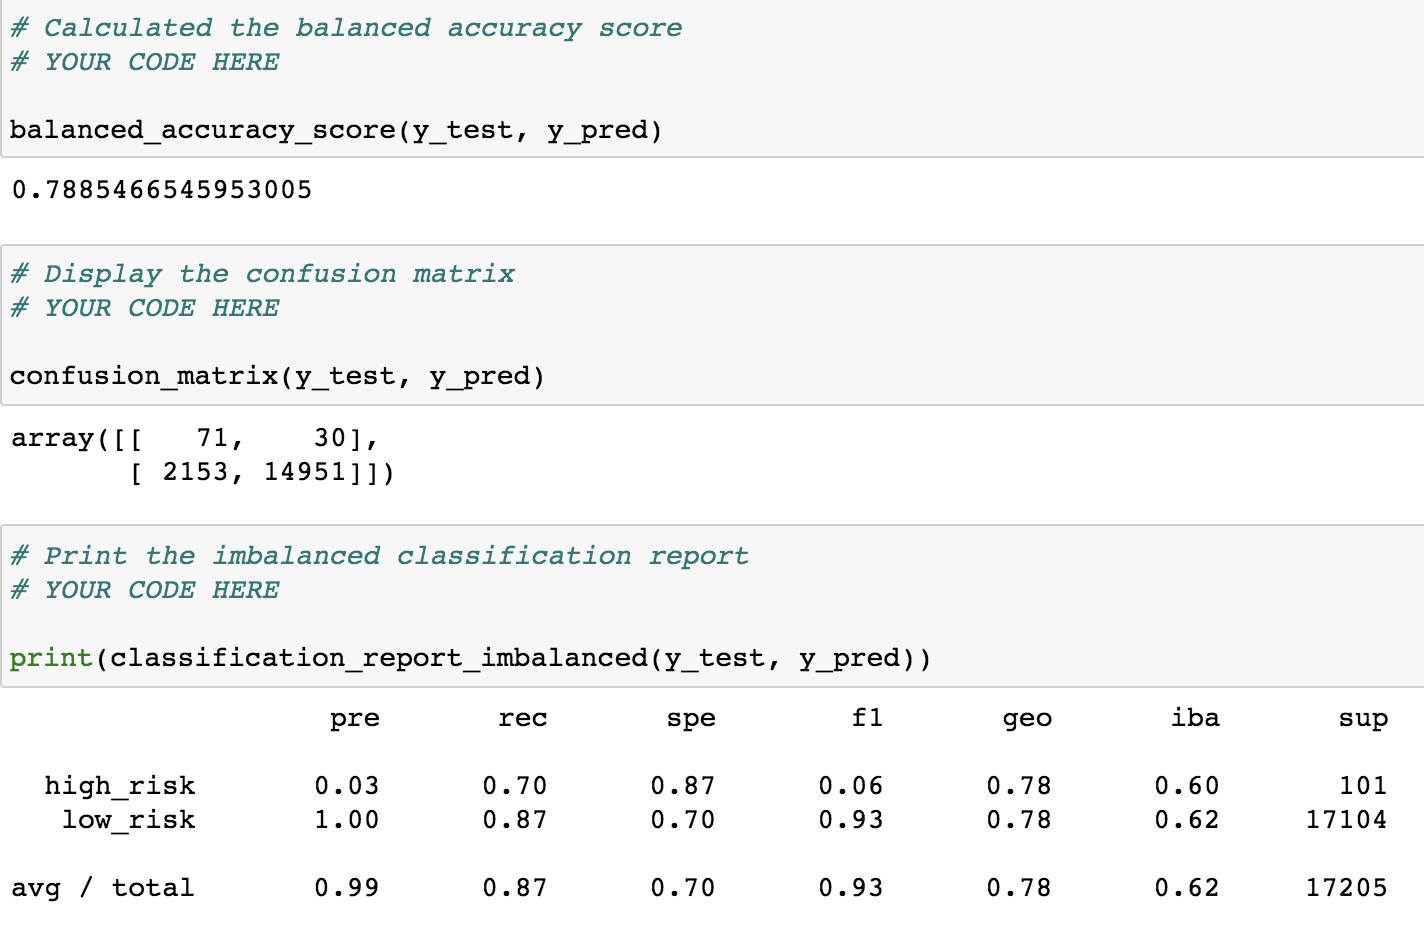 # Calculated the balanced accuracy score
# YOUR CODE HERE
balanced_accuracy_score(y_test, y_pred)
0.7885466545953005
# Display the confusion matrix
# YOUR CODE HERE
confusion_matrix(y_test, y_pred)
array([[   71,    30],
       [ 2153, 14951]])
# Print the imbalanced classification report
# YOUR CODE HERE
print(classification_report_imbalanced(y_test, y_pred))
                   pre       rec       spe        f1       geo       iba       sup
  high_risk       0.03      0.70      0.87      0.06      0.78      0.60       101
   low_risk       1.00      0.87      0.70      0.93      0.78      0.62     17104
avg / total       0.99      0.87      0.70      0.93      0.78      0.62     17205